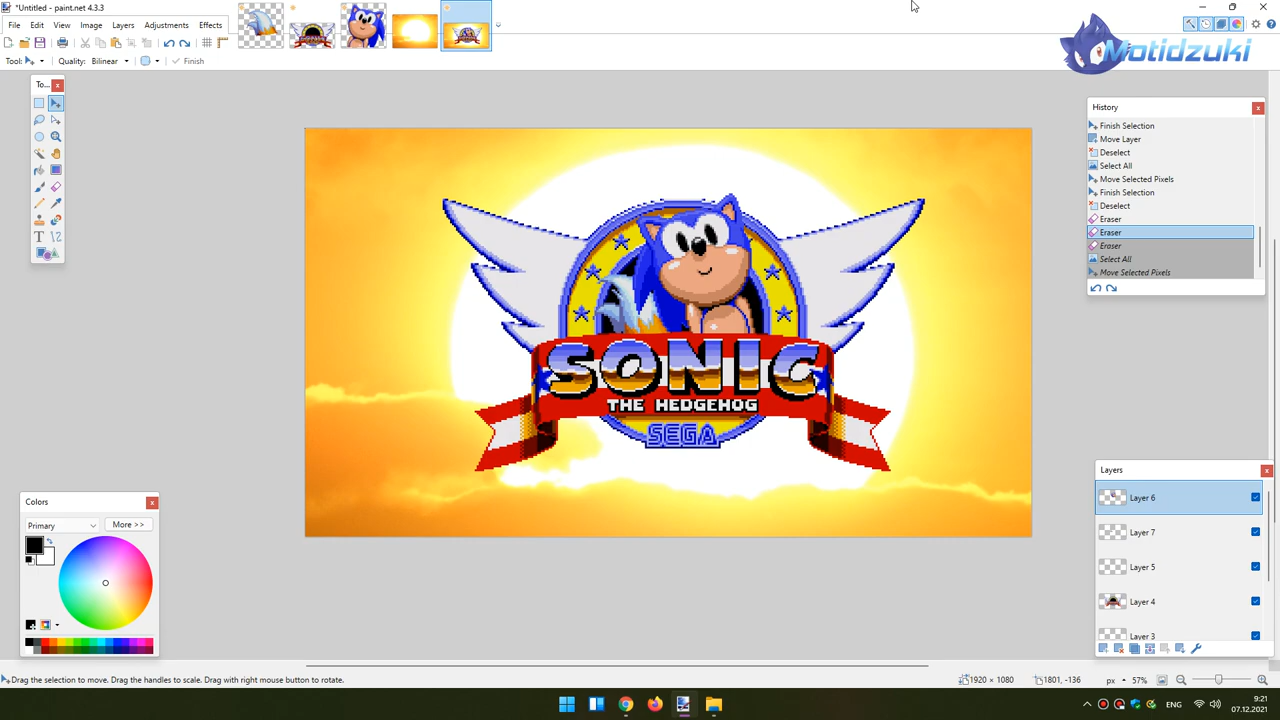 *Untitled - paint.net 4.3.3
File Edit View Image Layers Adjustments Effects
Tool: Quality: Bilinear Finish
Motidzuki
To...
History
Finish Selection
Move Layer
Deselect
Select All
Move Selected Pixels
Finish Selection
Deselect
Eraser
Eraser
Eraser
Select All
Move Selected Pixels
SONIC
THE HEDGEHOG
SEGA
Colors
Primary More >>
Layers
Layer 6
Layer 7
Layer 5
Layer 4
Layer 3
Drag the selection to move. Drag the handles to scale. Drag with right mouse button to rotate. 1920 × 1080 1801, -136 px 57%
ENG 9:21
07.12.2021